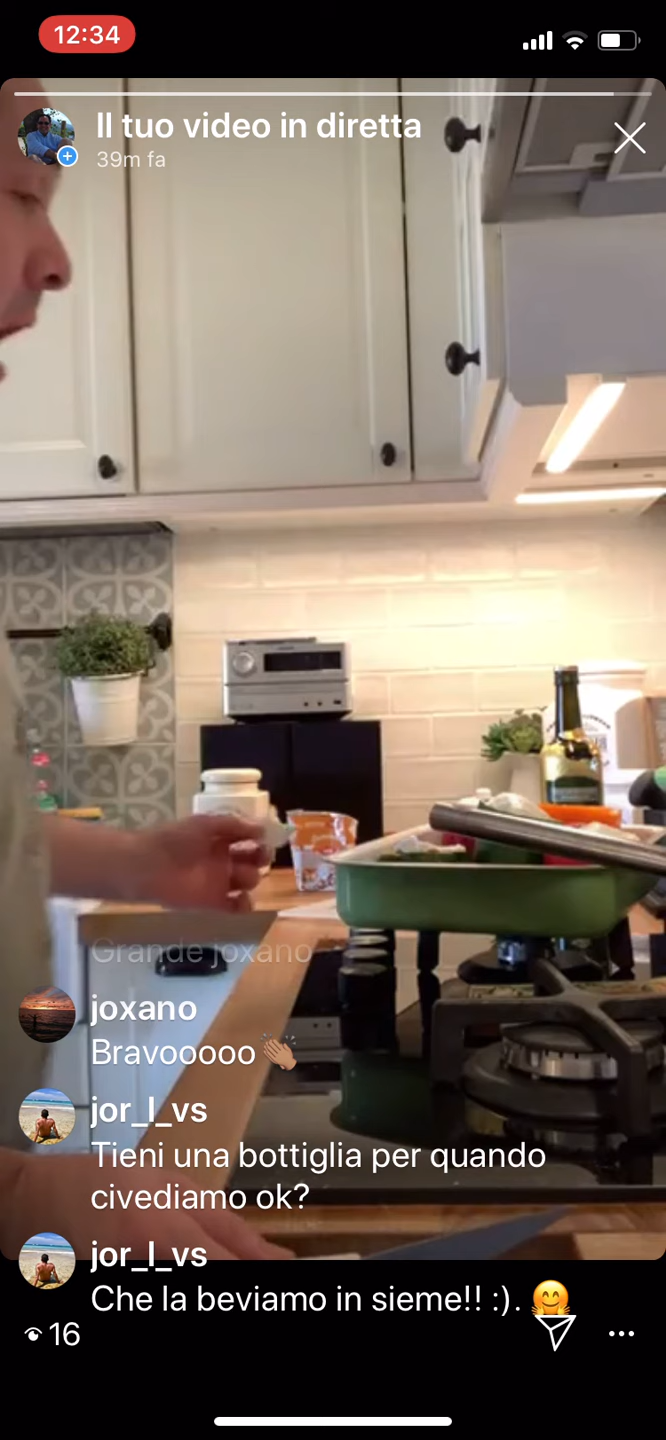 12:34
Il tuo video in diretta
39m fa
Grande joxano
joxano
Bravooooo 👏🏼
jor_l_vs
Tieni una bottiglia per quando
civediamo ok?
jor_l_vs
Che la beviamo in sieme!! :). 🤗
16